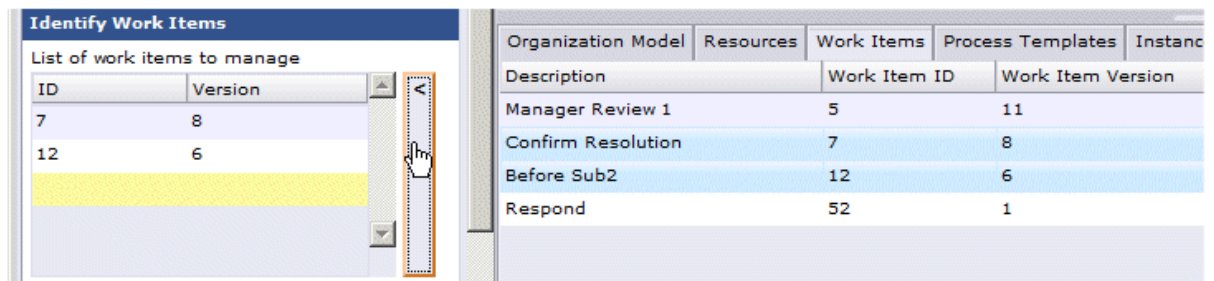 Identify Work Items
List of work items to manage
ID Version
7 8
12 6
<
Organization Model Resources Work Items Process Templates Instanc
Description Work Item ID Work Item Version
Manager Review 1 5 11
Confirm Resolution 7 8
Before Sub2 12 6
Respond 52 1